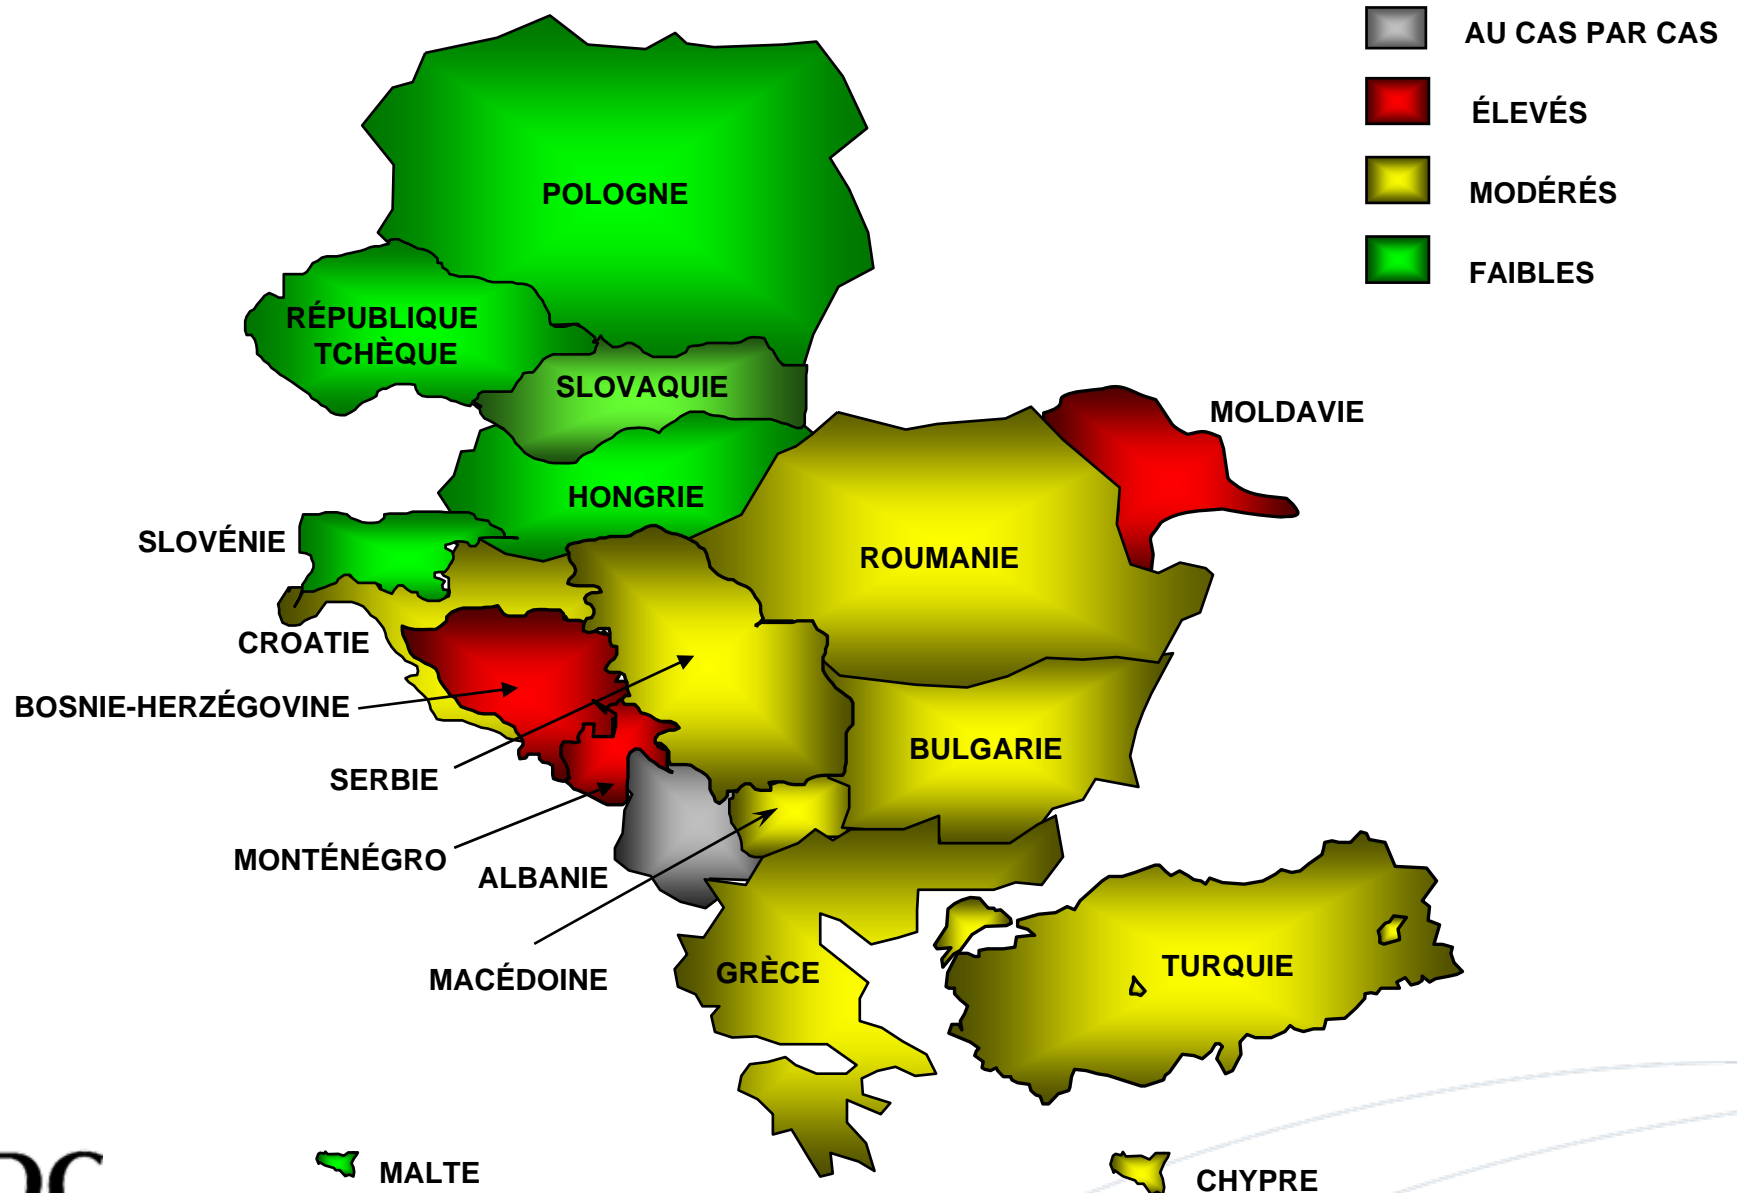 AU CAS PAR CAS
ÉLEVÉS
MODÉRÉS
FAIBLES
POLOGNE
RÉPUBLIQUE
TCHÈQUE
SLOVAQUIE
MOLDAVIE
HONGRIE
SLOVÉNIE
ROUMANIE
CROATIE
BOSNIE-HERZÉGOVINE
BULGARIE
SERBIE
MONTÉNÉGRO
ALBANIE
MACÉDOINE
GRÈCE
TURQUIE
MALTE
CHYPRE